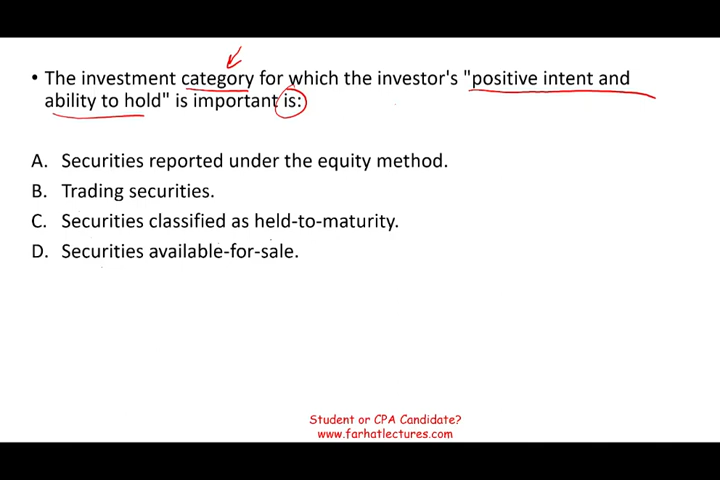 • The investment category for which the investor's "positive intent and
ability to hold" is important is:
A. Securities reported under the equity method.
B. Trading securities.
C. Securities classified as held-to-maturity.
D. Securities available-for-sale.
Student or CPA Candidate?
www.farhatlectures.com